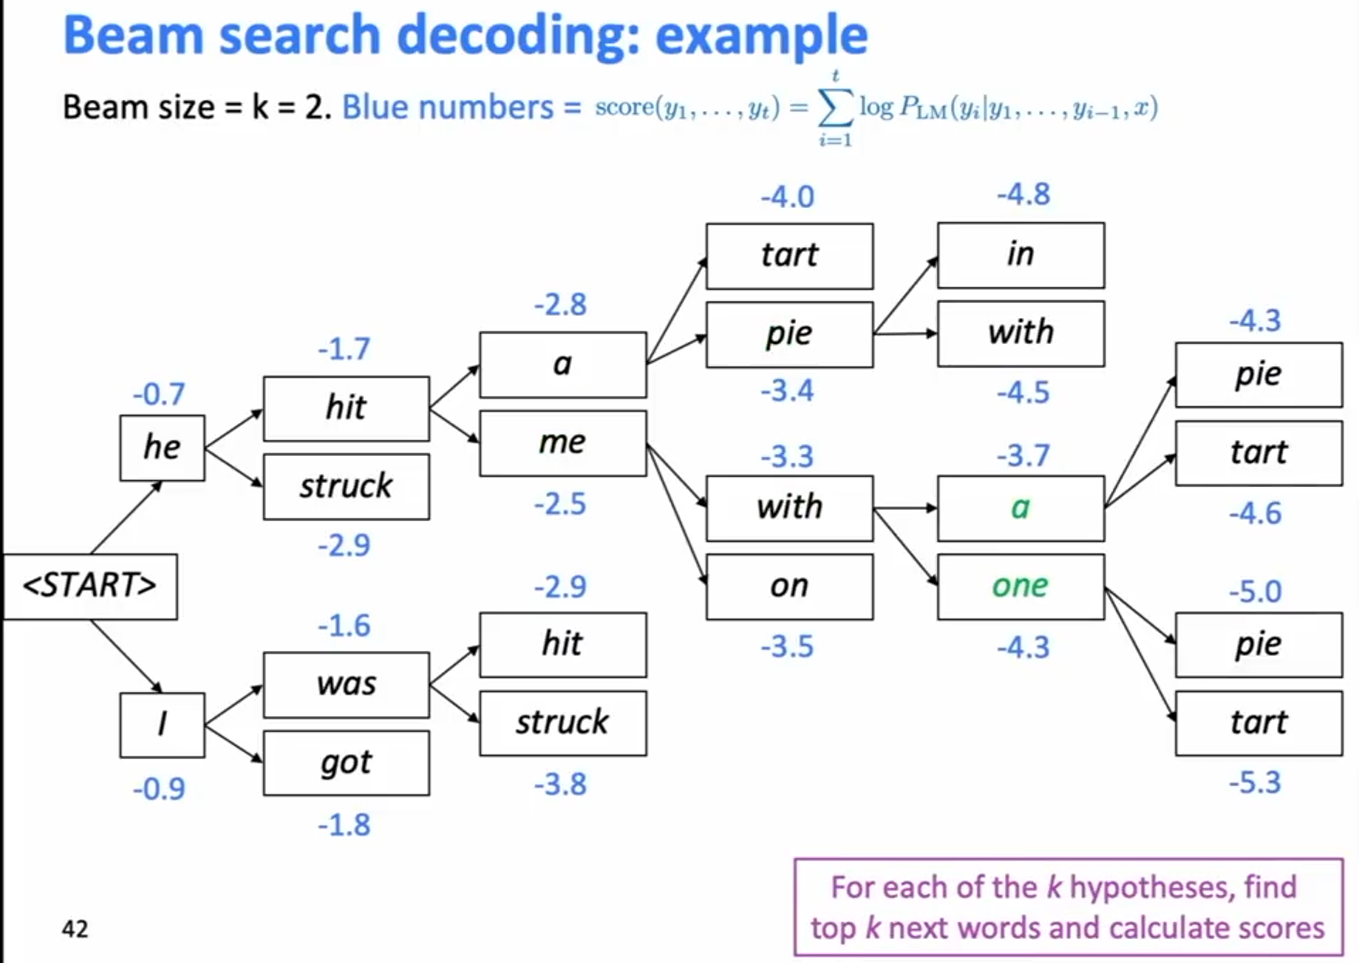 Beam search decoding: example
Beam size = k = 2. Blue numbers = score(y₁, . . . , yₜ) = ∑ᵢ₌₁ᵗ log P_LM(yᵢ|y₁, . . . , yᵢ₋₁, x)
<START>
-0.7
he
I
-0.9
-1.7
hit
struck
-2.9
-1.6
was
got
-1.8
-2.8
a
me
-2.5
-2.9
hit
struck
-3.8
-4.0
tart
pie
-3.4
-3.3
with
on
-3.5
-4.8
in
with
-4.5
-3.7
a
one
-4.3
-4.3
pie
tart
-4.6
-5.0
pie
tart
-5.3
For each of the k hypotheses, find
top k next words and calculate scores
42